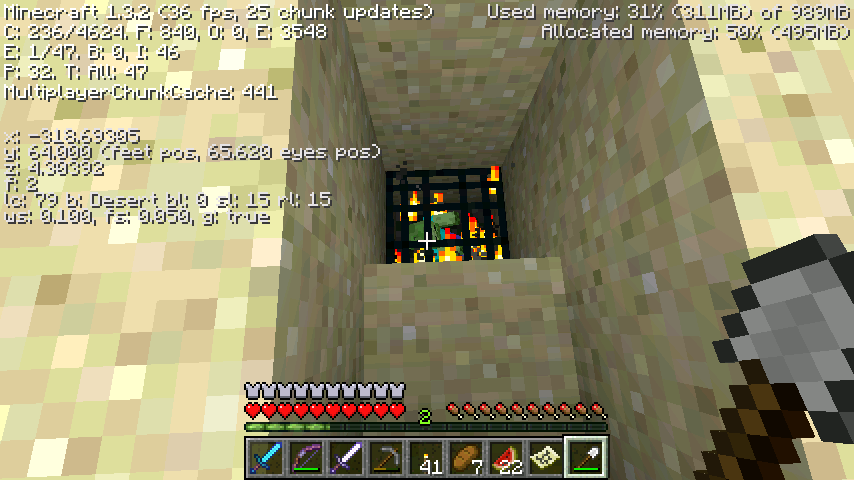 Minecraft 1.3.2 (36 fps, 25 chunk updates)
Used memory: 31% (311MB) of 989MB
C: 236/4624, F: 840, O: 0, E: 3548
Allocated memory: 50% (495MB)
E: 1/47, B: 0, I: 46
P: 32, T: All: 47
MultiplayerChunkCache: 441
x: -318.69305
y: 64.000 (feet pos, 65.620 eyes pos)
z: 4.30392
f: 2
lc: 79 b: Desert bl: 0 sl: 15 rl: 15
ws: 0.100, fs: 0.050, g: true
2
41
7
22